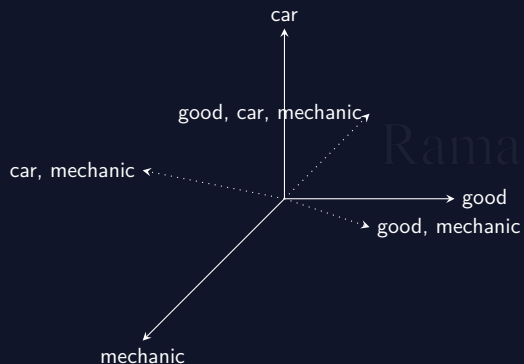 car
good, car, mechanic
Rama
car, mechanic
good
good, mechanic
mechanic